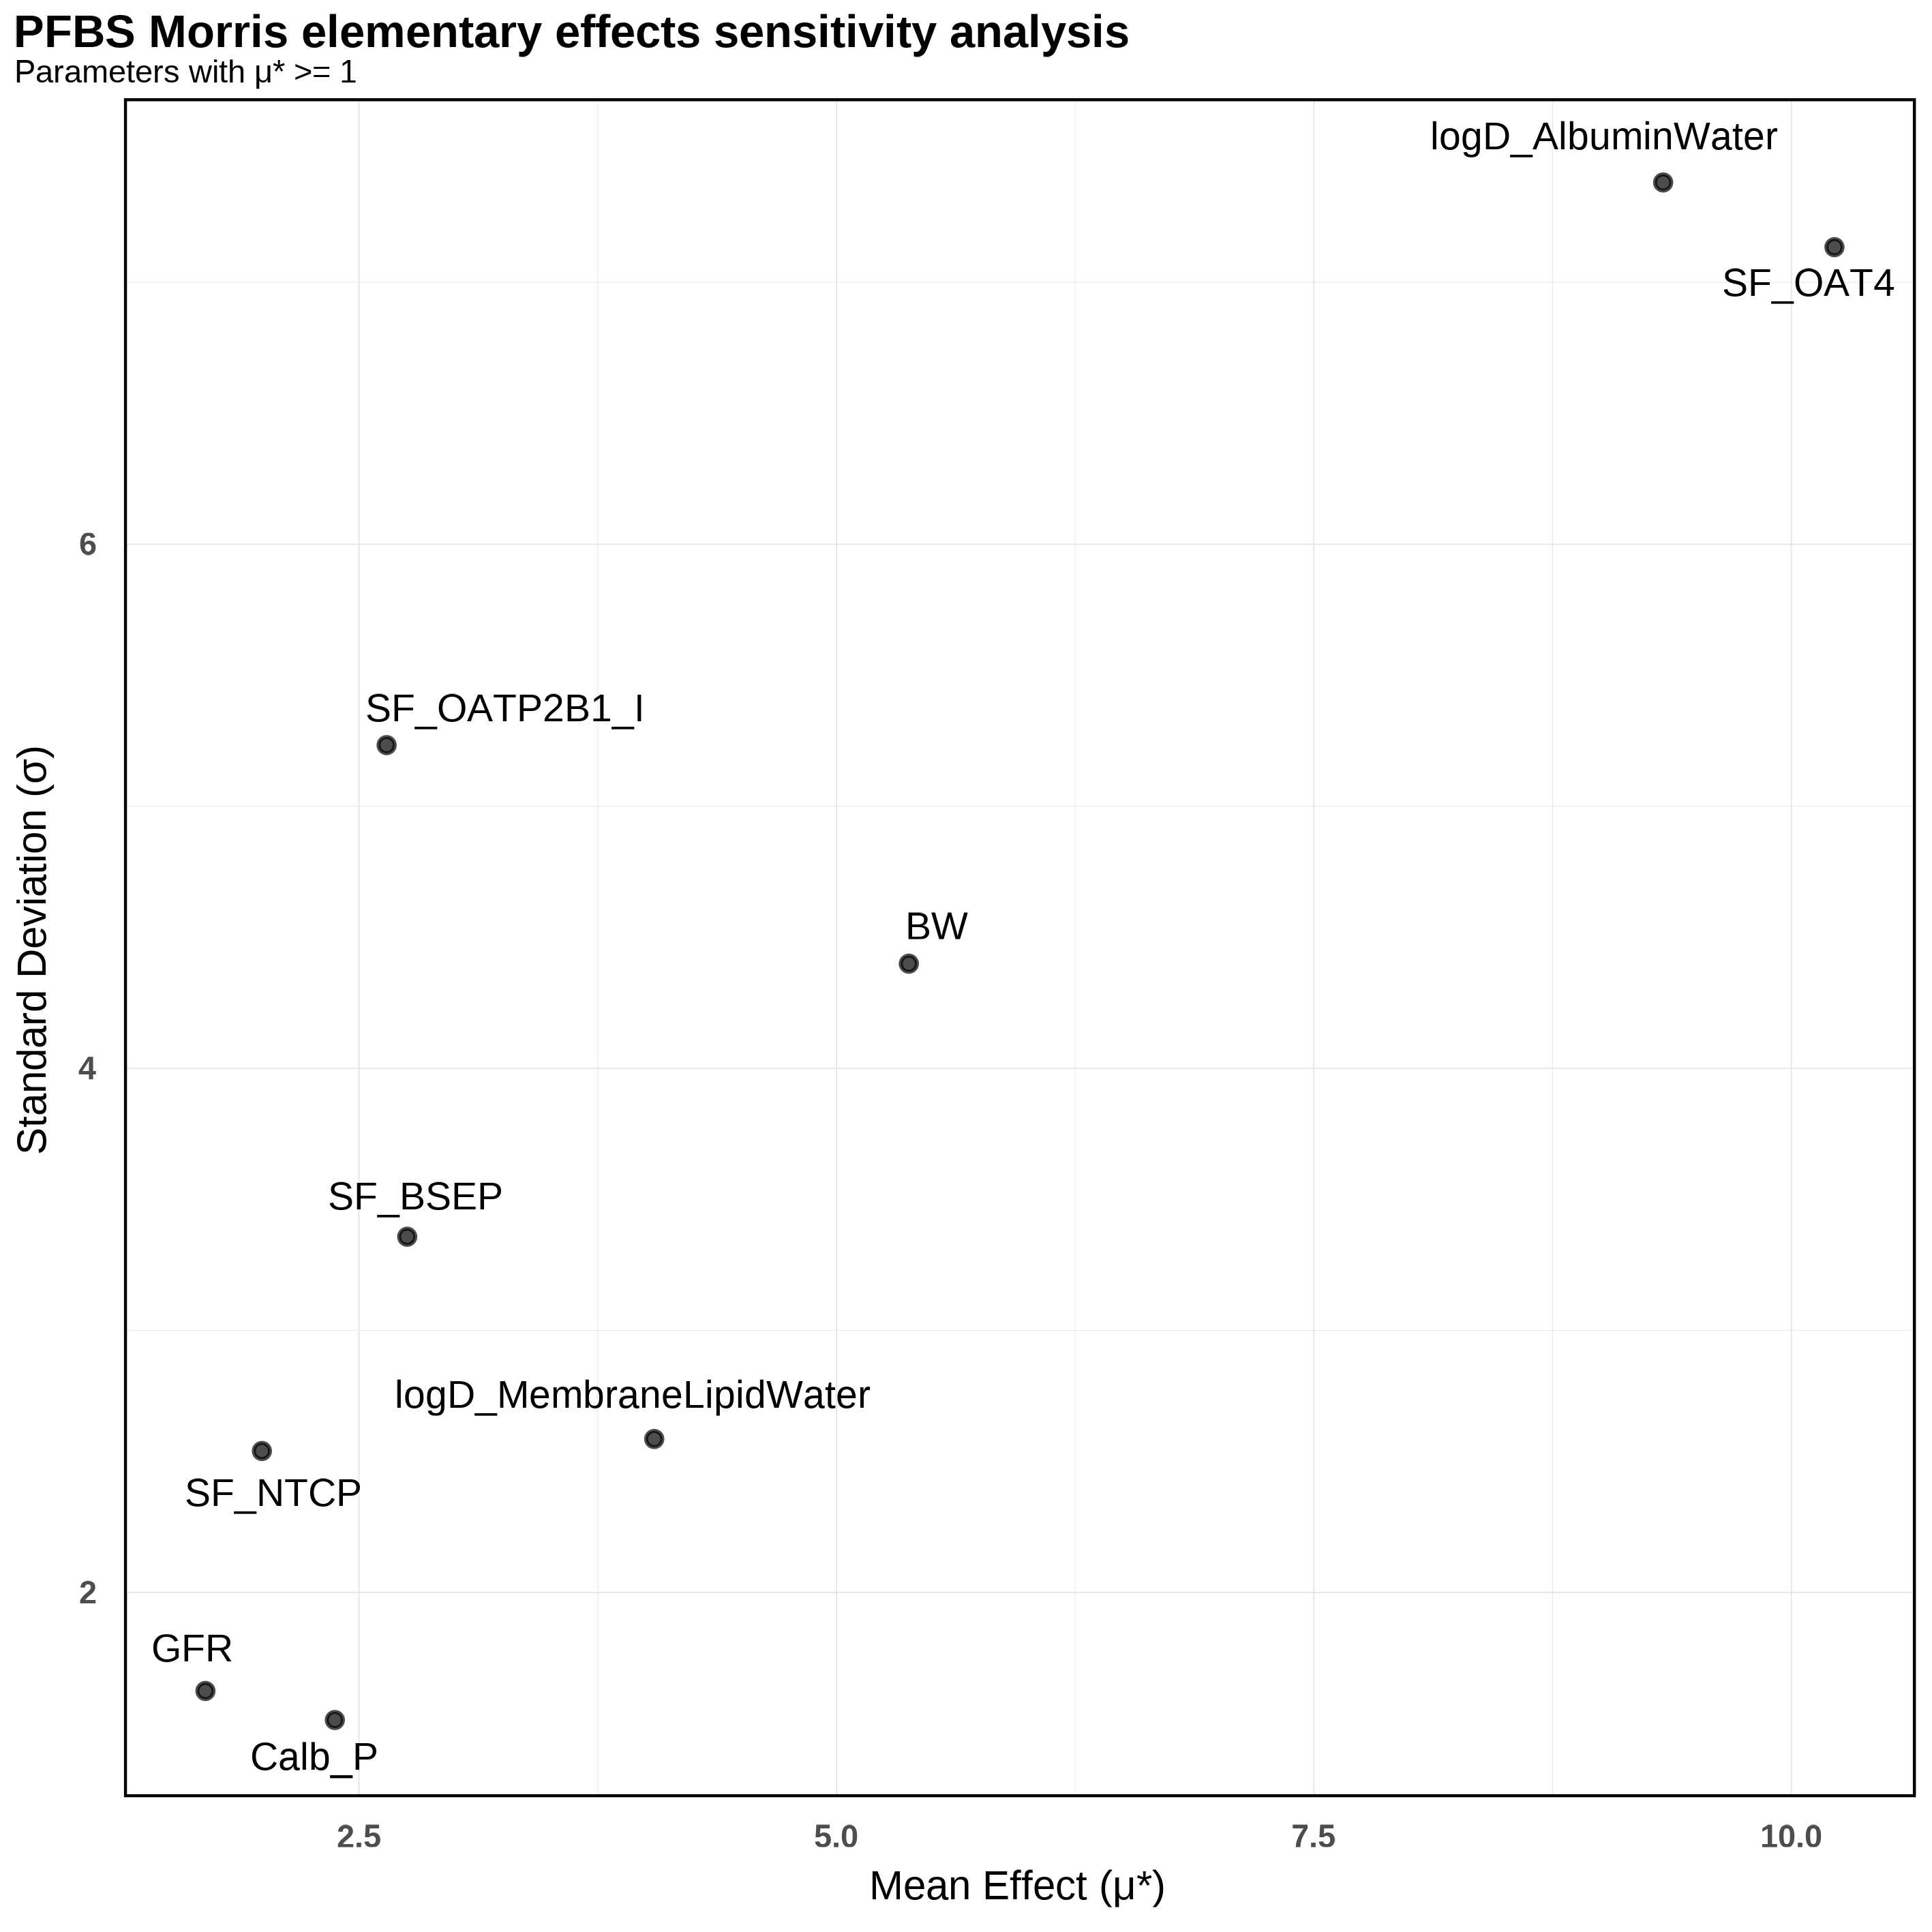 PFBS Morris elementary effects sensitivity analysis
Parameters with μ* >= 1
logD_AlbuminWater
SF_OAT4
6
SF_OATP2B1_I
BW
Standard Deviation (σ)
4
SF_BSEP
logD_MembraneLipidWater
SF_NTCP
2
GFR
Calb_P
2.5 5.0 7.5 10.0
Mean Effect (μ*)